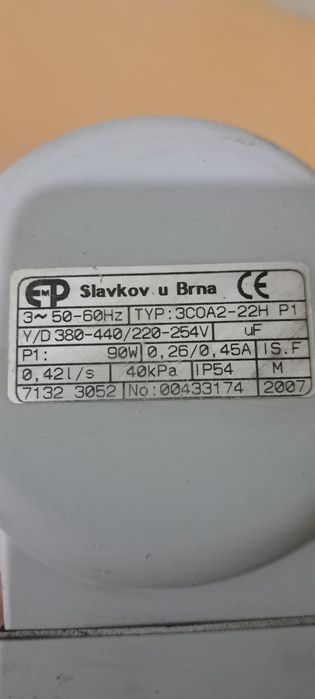 EMP Slavkov u Brna CE
3~ 50-60Hz TYP:3COA2-22H P1
Y/D 380-440/220-254V uF
P1: 90W 0,26/0,45A IS.F
0,42l/s 40kPa IP54 M
7132 3052 No:00433174 2007